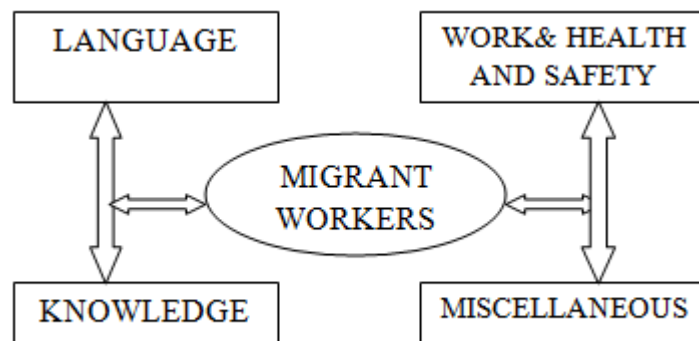 LANGUAGE
WORK& HEALTH
AND SAFETY
MIGRANT
WORKERS
KNOWLEDGE
MISCELLANEOUS